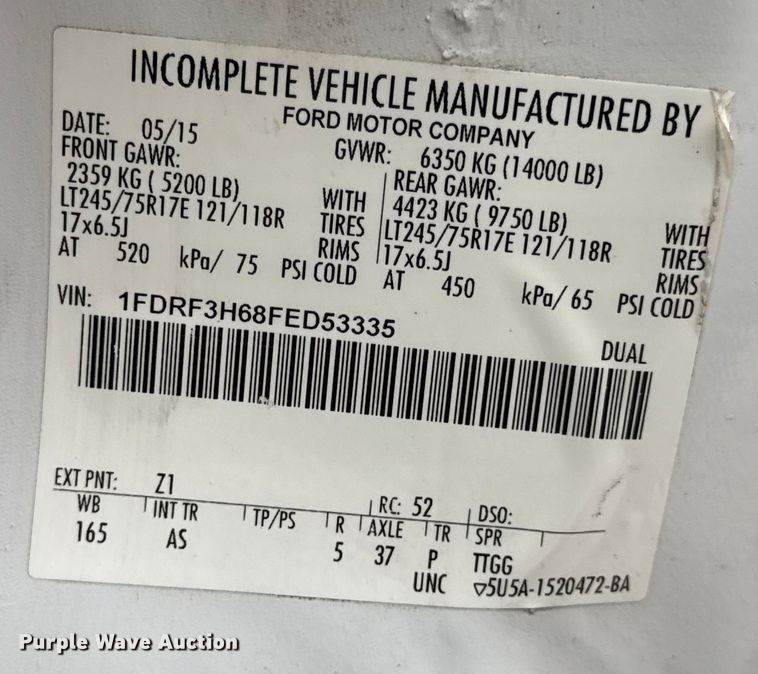 INCOMPLETE VEHICLE MANUFACTURED BY
FORD MOTOR COMPANY
DATE: 05/15 GVWR: 6350 KG (14000 LB)
FRONT GAWR: REAR GAWR:
2359 KG ( 5200 LB) WITH 4423 KG ( 9750 LB) WITH
LT245/75R17E 121/118R TIRES LT245/75R17E 121/118R TIRES
17x6.5J RIMS 17x6.5J RIMS
AT 520 kPa/ 75 PSI COLD AT 450 kPa/ 65 PSI COLD
VIN: 1FDRF3H68FED53335
DUAL
EXT PNT: Z1 RC: 52 DSO:
WB INT TR TP/PS R AXLE TR SPR
165 AS 5 37 P TTGG
UNC ▽5U5A-1520472-BA
Purple Wave Auction